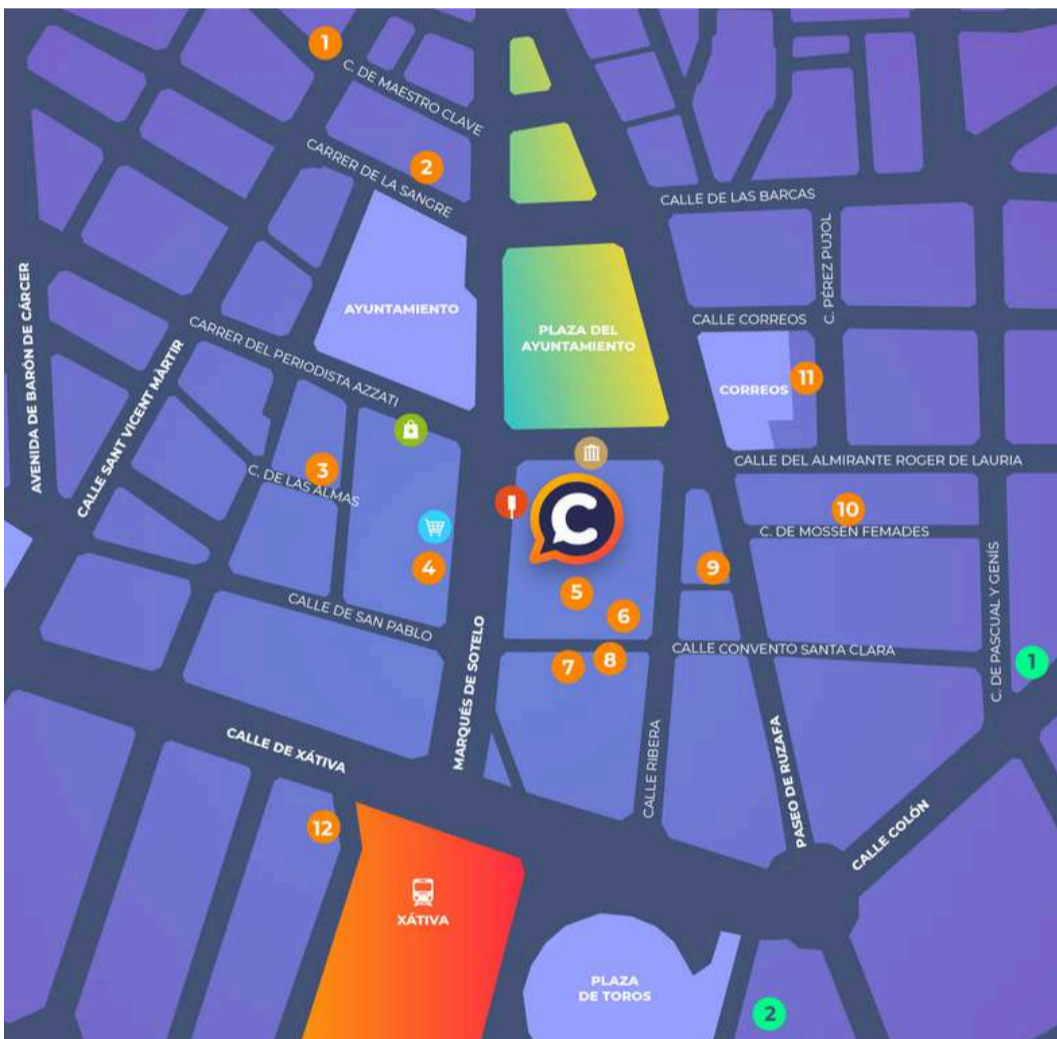 1
C. DE MAESTRO CLAVE
2
CARRER DE LA SANGRE
CALLE DE LAS BARCAS
C. PÉREZ PUJOL
AVENIDA DE BARÓN DE CÁRCER
AYUNTAMIENTO
CARRER DEL PERIODISTA AZZATI
PLAZA DEL
AYUNTAMIENTO
CALLE CORREOS
CALLE SANT VICENT MÀRTIR
CORREOS
11
3
C. DE LAS ALMAS
CALLE DEL ALMIRANTE ROGER DE LAURIA
C
10
C. DE MOSSÉN FEMADES
4
5
9
6
CALLE DE SAN PABLO
7
8
CALLE CONVENTO SANTA CLARA
C. DE PASCUAL Y GENÍS
1
MARQUÉS DE SOTELO
CALLE RIBERA
PASEO DE RUZAFA
CALLE DE XÁTIVA
CALLE COLÓN
12
XÁTIVA
PLAZA
DE TOROS
2